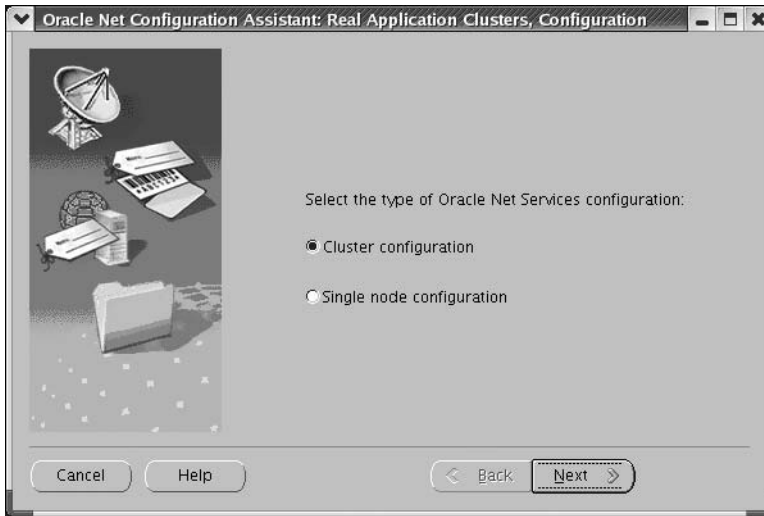 Oracle Net Configuration Assistant: Real Application Clusters, Configuration
Select the type of Oracle Net Services configuration:
Cluster configuration
Single node configuration
Cancel
Help
Back
Next